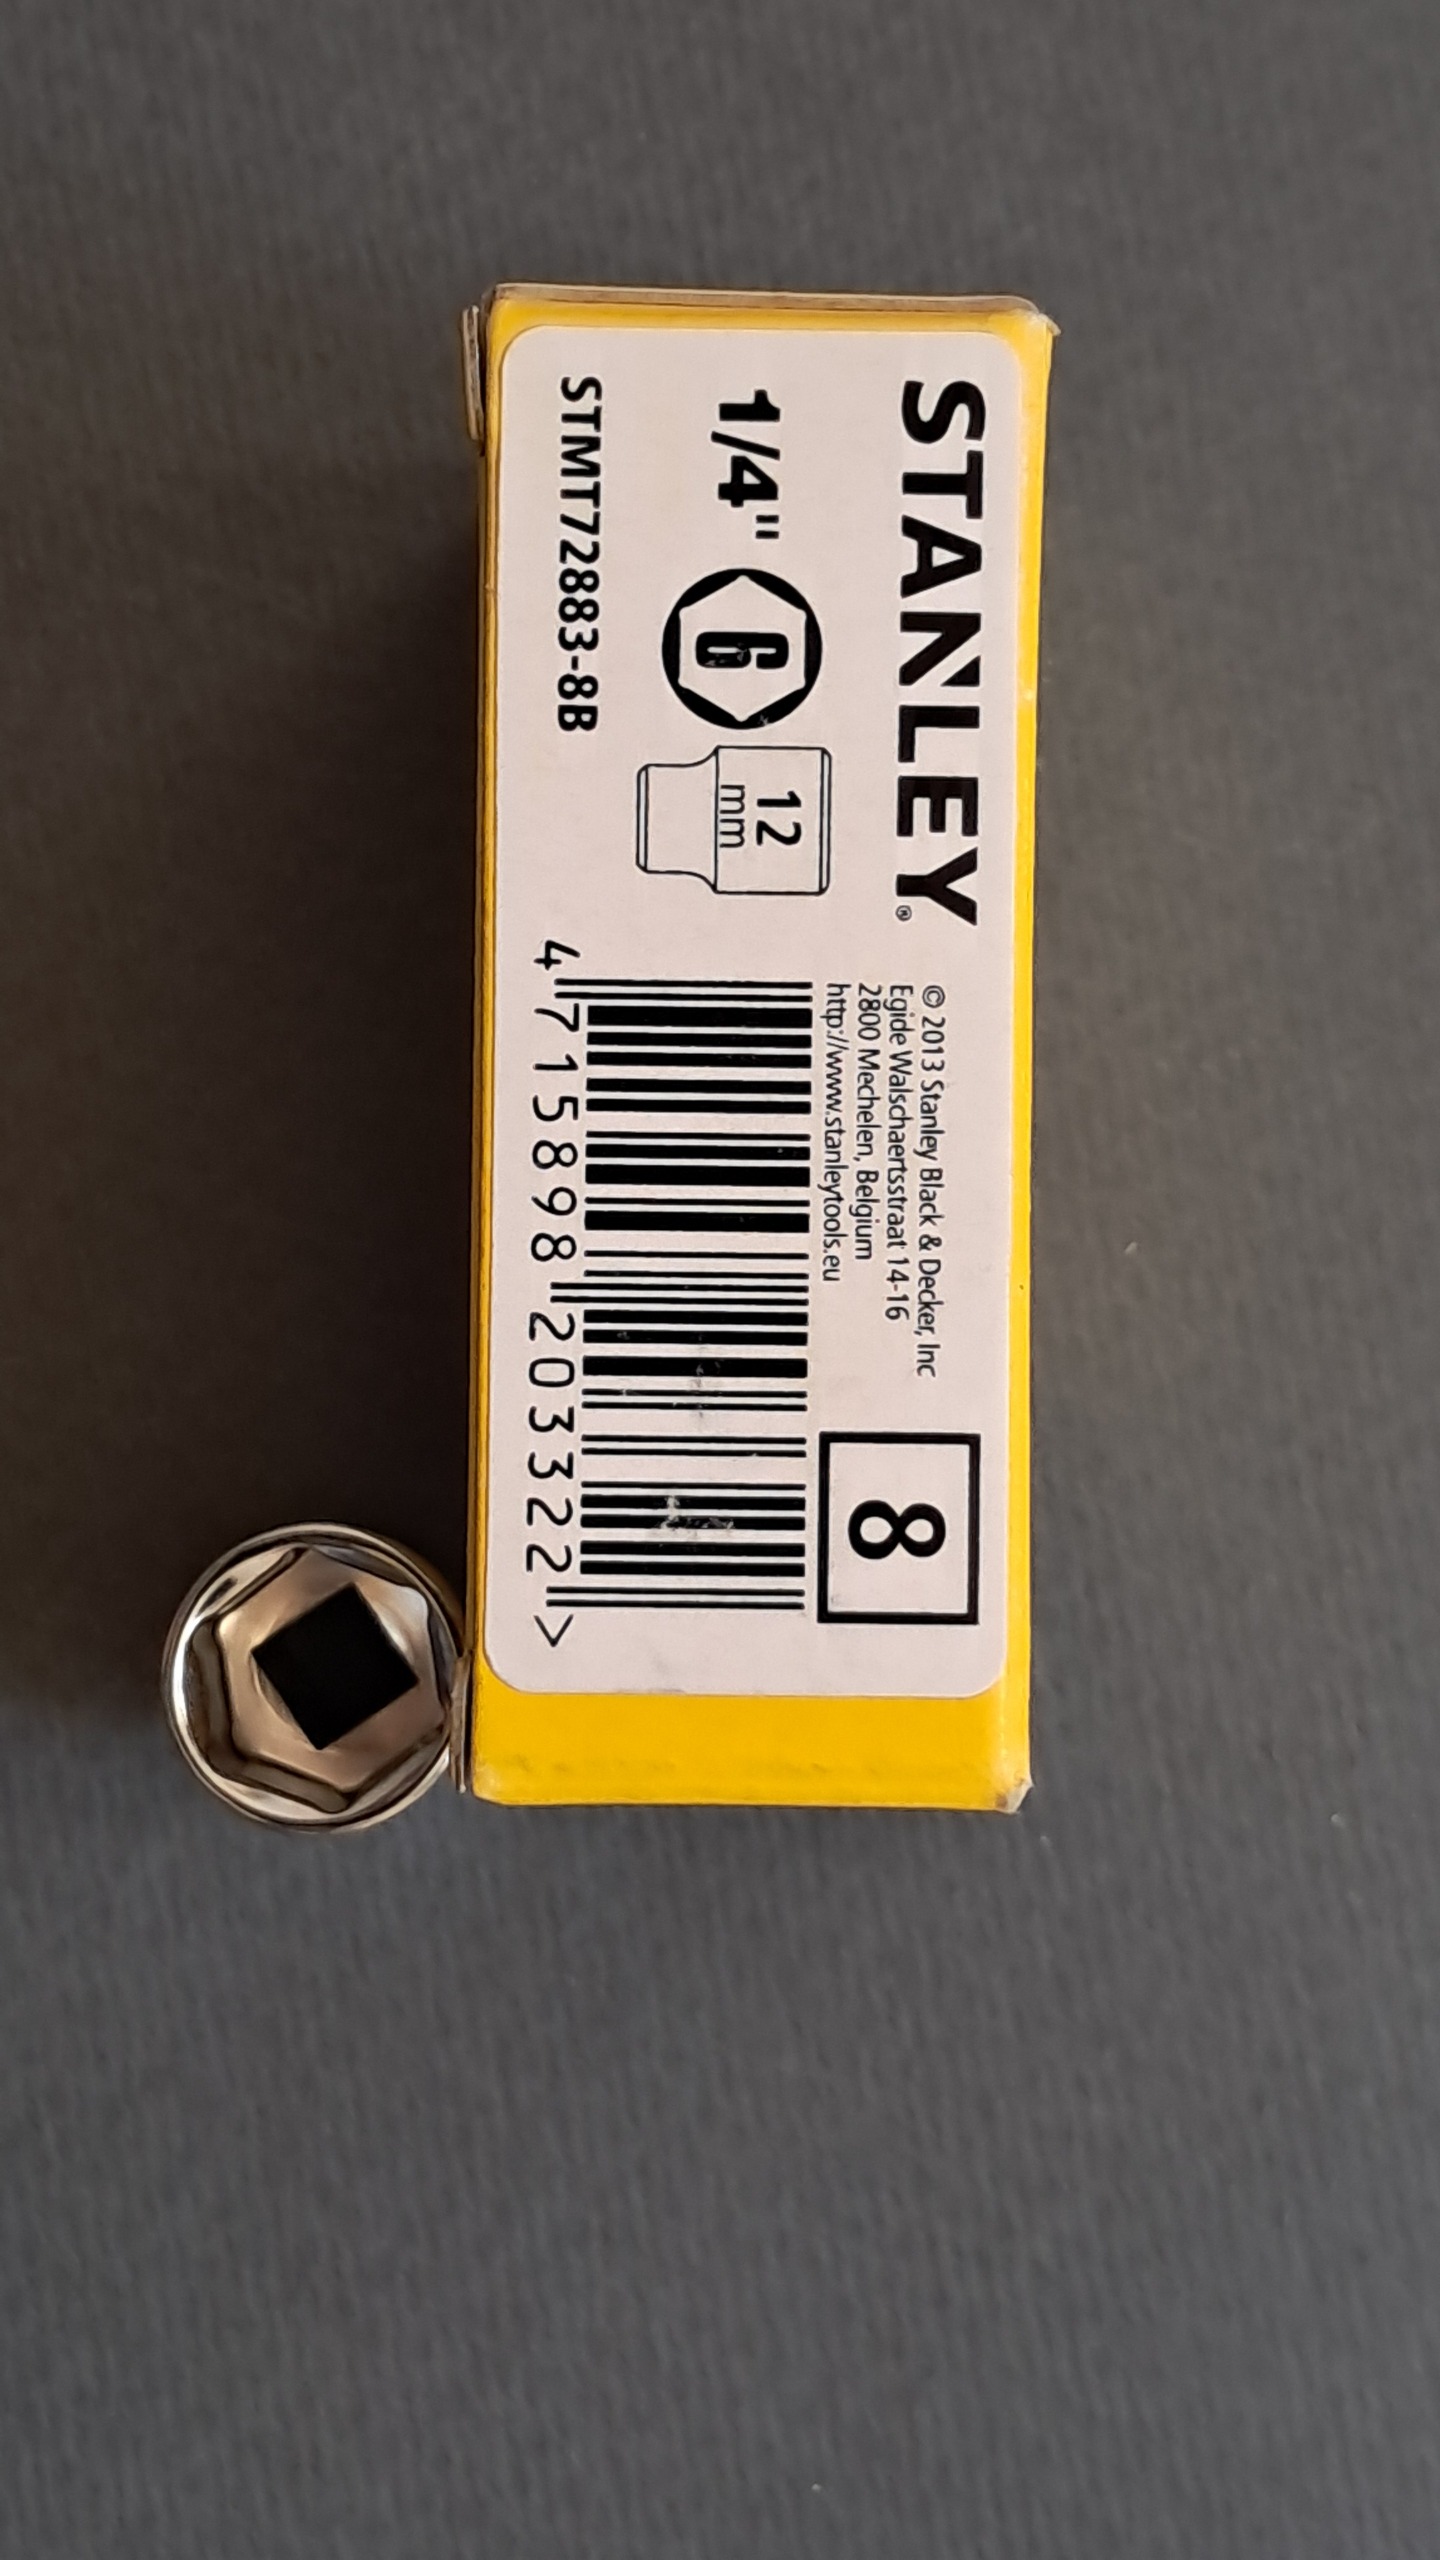 STANLEY®
1/4" 6 12
mm
STMT72883-8B
© 2013 Stanley Black & Decker, Inc
Egide Walschaertsstraat 14-16
2800 Mechelen, Belgium
http://www.stanleytools.eu
8
4 715898 203322 >